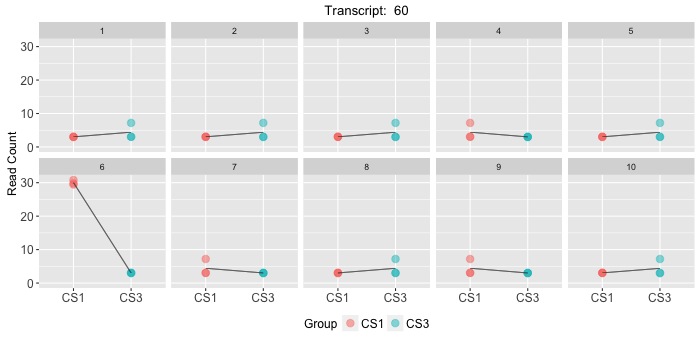 Transcript: 60
1 2 3 4 5
30
20
10
0
Read Count
6 7 8 9 10
30
20
10
0
CS1 CS3 CS1 CS3 CS1 CS3 CS1 CS3 CS1 CS3
Group CS1 CS3